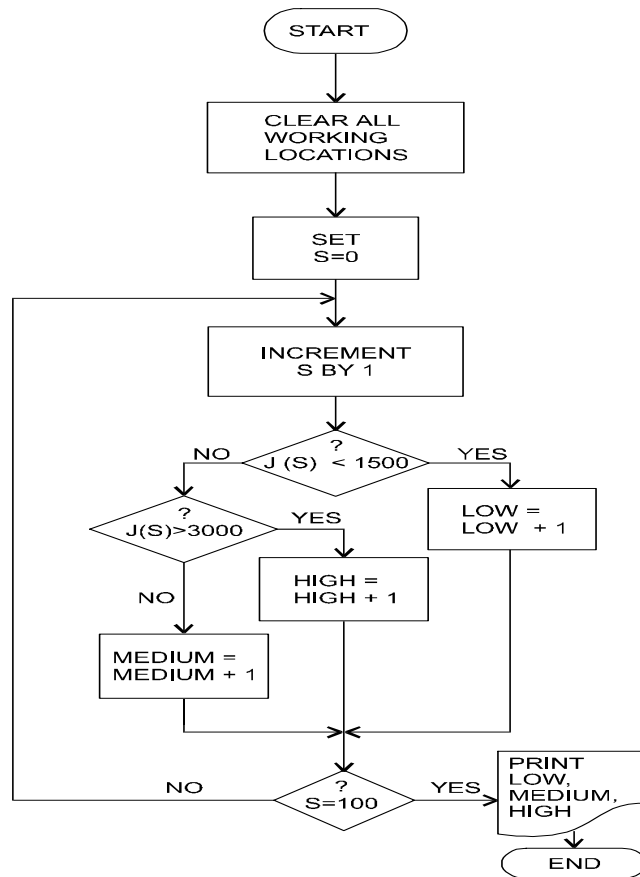 START
CLEAR ALL
WORKING
LOCATIONS
SET
S=0
INCREMENT
S BY 1
?
J (S) < 1500
NO
YES
?
J(S)>3000
YES
NO
LOW =
LOW + 1
HIGH =
HIGH + 1
MEDIUM =
MEDIUM + 1
?
S=100
NO
YES
PRINT
LOW,
MEDIUM,
HIGH
END